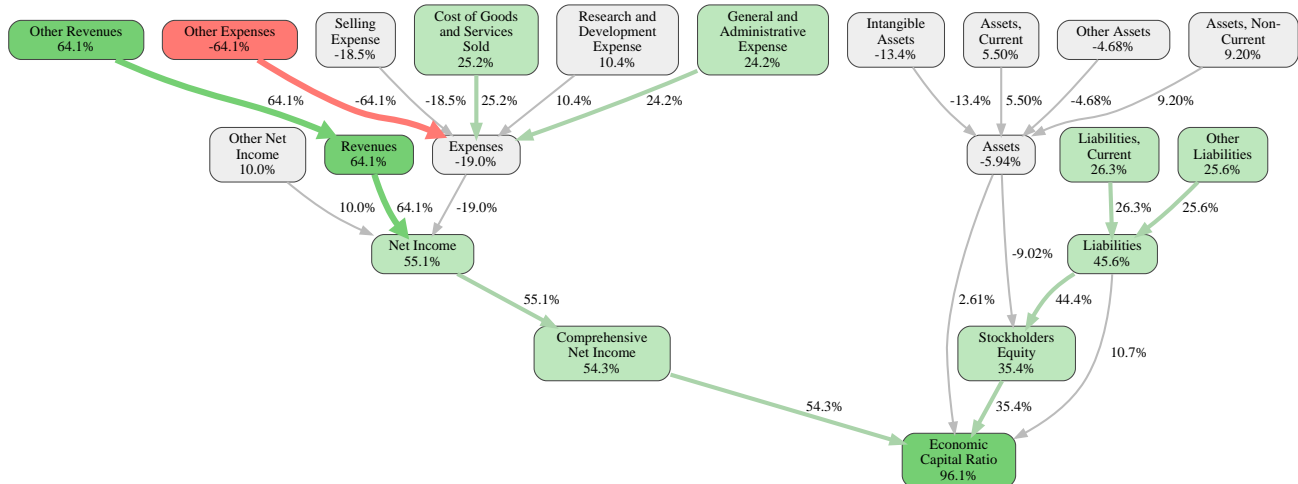 Other Revenues
64.1%
Other Expenses
-64.1%
Selling
Expense
-18.5%
Cost of Goods
and Services
Sold
25.2%
Research and
Development
Expense
10.4%
General and
Administrative
Expense
24.2%
Intangible
Assets
-13.4%
Assets,
Current
5.50%
Other Assets
-4.68%
Assets, Non-
Current
9.20%
64.1%
-64.1%
-18.5%
25.2%
10.4%
24.2%
-13.4%
5.50%
-4.68%
9.20%
Other Net
Income
10.0%
Revenues
64.1%
Expenses
-19.0%
Assets
-5.94%
Liabilities,
Current
26.3%
Other
Liabilities
25.6%
10.0%
64.1%
-19.0%
26.3%
25.6%
Net Income
55.1%
-9.02%
Liabilities
45.6%
55.1%
2.61%
44.4%
Comprehensive
Net Income
54.3%
Stockholders
Equity
35.4%
10.7%
54.3%
35.4%
Economic
Capital Ratio
96.1%